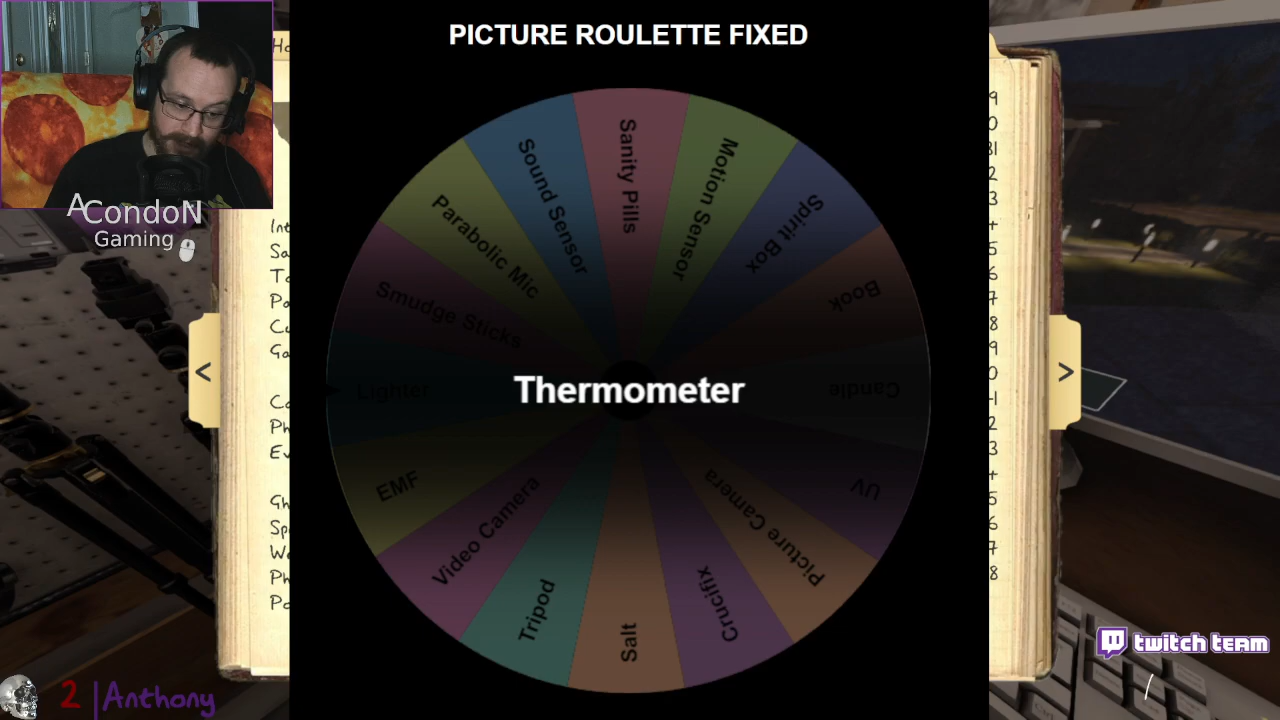 PICTURE ROULETTE FIXED
Sanity Pills
Motion Sensor
Spirit Box
Book
Candle
UV
Picture Camera
Crucifix
Salt
Tripod
Video Camera
EMF
Lighter
Smudge Sticks
Parabolic Mic
Sound Sensor
Thermometer
ACondoN
Gaming
<
>
2 |Anthony
twitch team